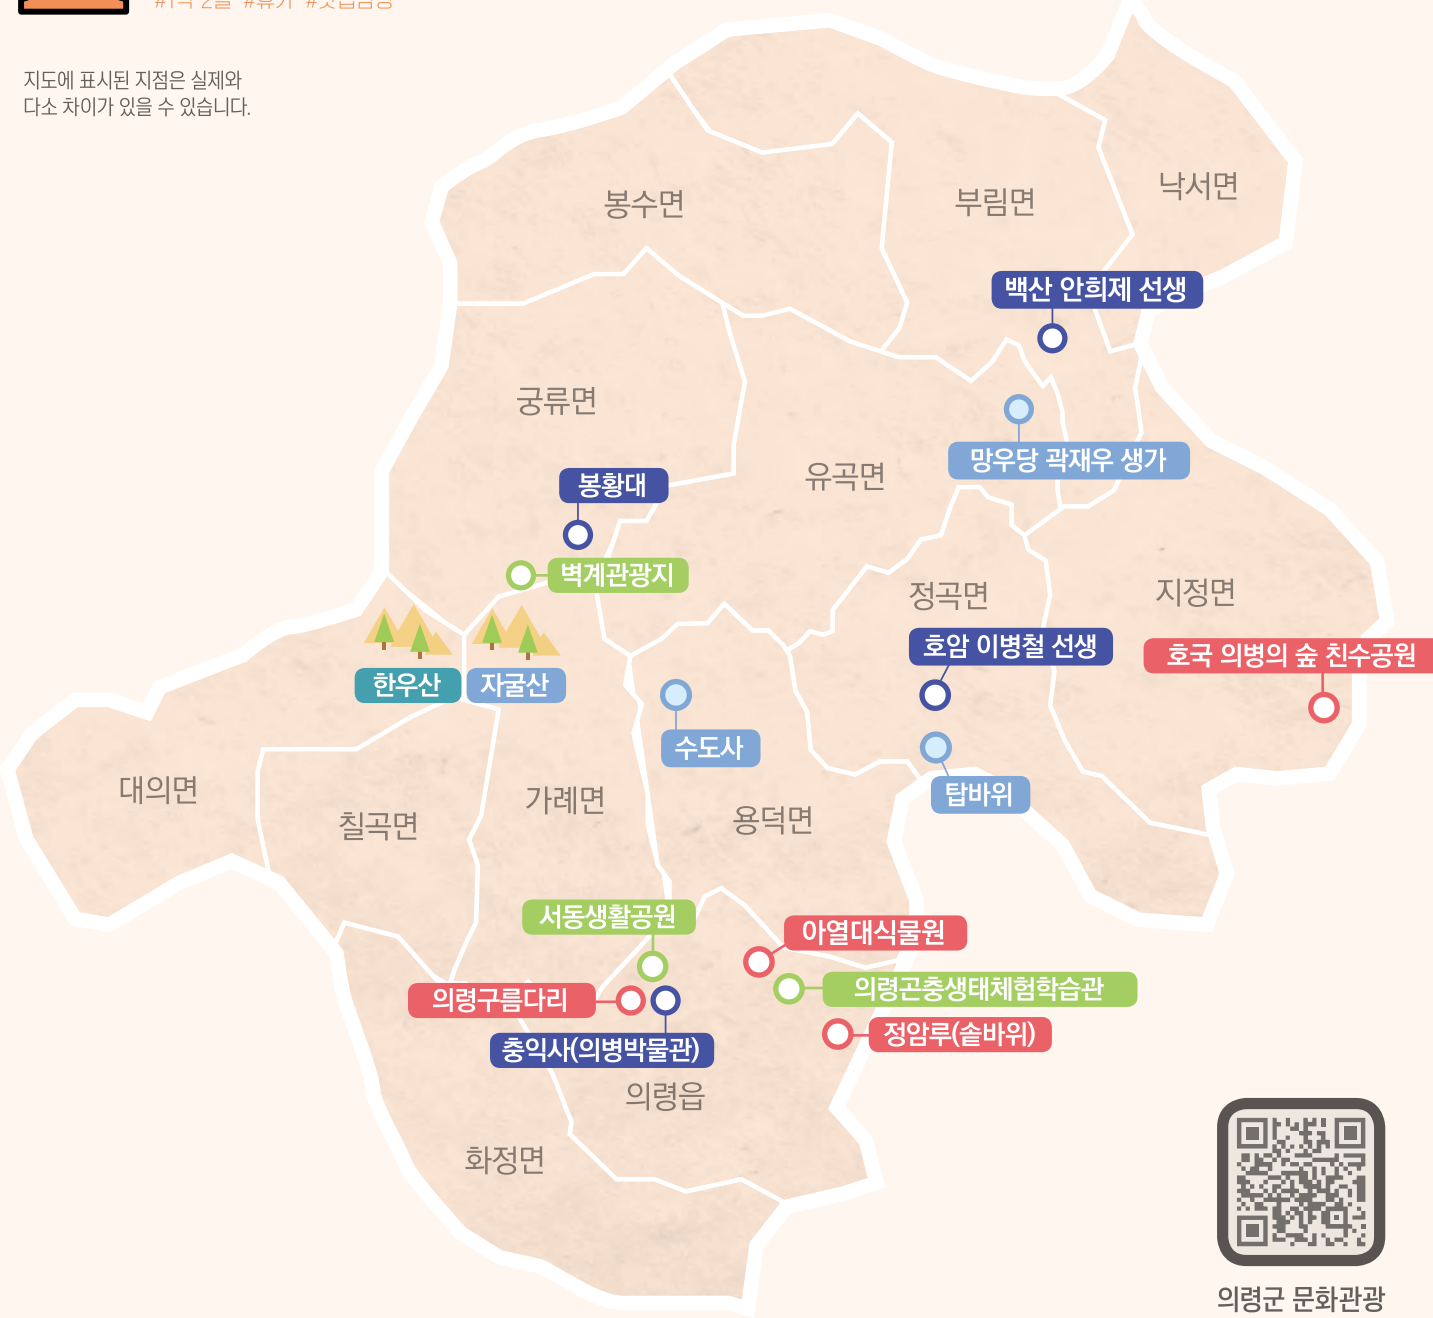 지도에 표시된 지점은 실제와
다소 차이가 있을 수 있습니다.
봉수면
부림면
낙서면
백산 안희제 선생
궁류면
망우당 곽재우 생가
유곡면
봉황대
벽계관광지
정곡면
지정면
호암 이병철 선생
호국 의병의 숲 친수공원
한우산
자굴산
수도사
대의면
가례면
탑바위
칠곡면
용덕면
서동생활공원
아열대식물원
의령구름다리
의령곤충생태체험학습관
정암루(솥바위)
충익사(의병박물관)
의령읍
화정면
의령군 문화관광